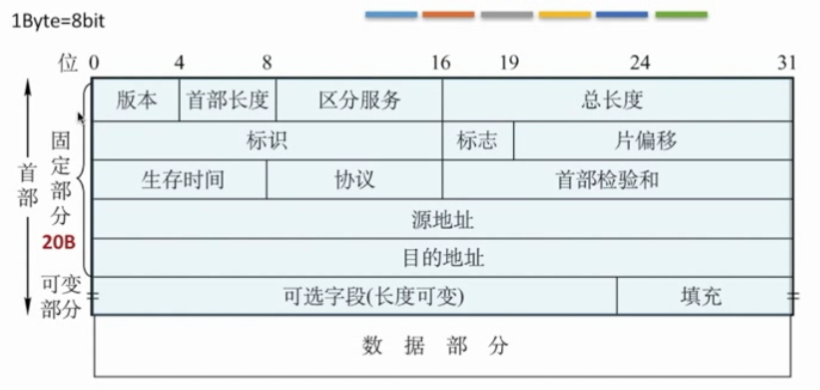 1Byte=8bit
位 0 4 8 16 19 24 31
版本 首部长度 区分服务 总长度
标识 标志 片偏移
生存时间 协议 首部检验和
源地址
目的地址
可选字段(长度可变) 填充
数据部分
首部
固定部分
20B
可变部分